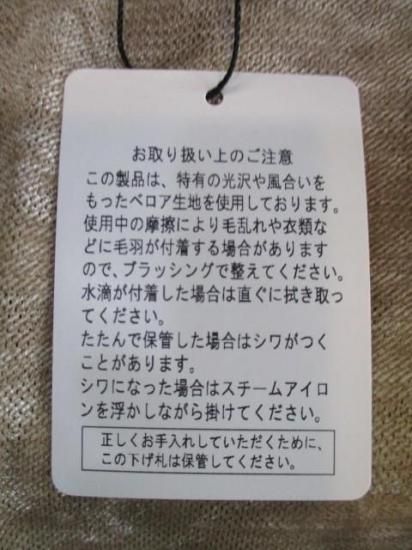 お取り扱い上のご注意
この製品は、特有の光沢や風合いを
もったベロア生地を使用しております。
使用中の摩擦により毛乱れや衣類な
どに毛羽が付着する場合があります
ので、ブラッシングで整えてください。
水滴が付着した場合は直ぐに拭き取っ
てください。
たたんで保管した場合はシワがつく
ことがあります。
シワになった場合はスチームアイロ
ンを浮かしながら掛けてください。
正しくお手入れしていただくために、
この下げ札は保管してください。